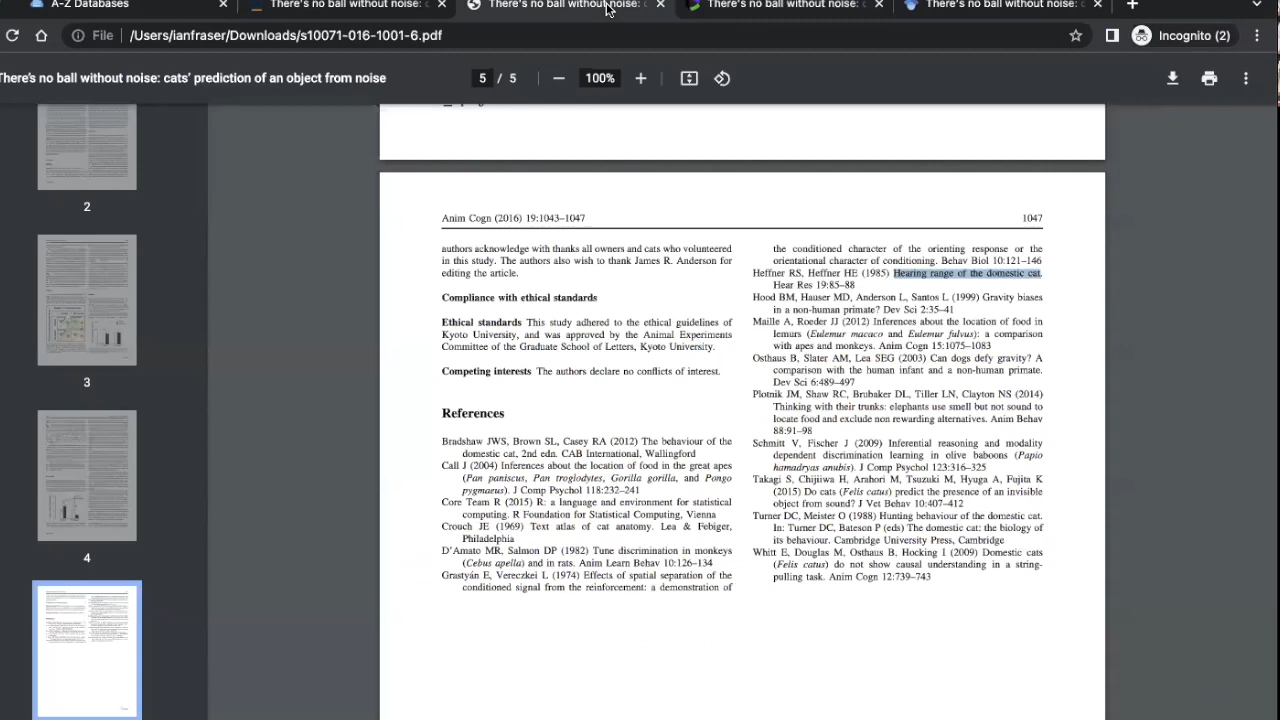 A-Z Databases
There's no ball without noise: c
There's no ball without noise: c
There's no ball without noise: c
There's no ball without noise: c
File
/Users/ianfraser/Downloads/s10071-016-1001-6.pdf
Incognito (2)
There's no ball without noise: cats' prediction of an object from noise
5 / 5
100%
2
3
4
Anim Cogn (2016) 19:1043–1047
1047
authors acknowledge with thanks all owners and cats who volunteered
in this study. The authors also wish to thank James R. Anderson for
editing the article.
Compliance with ethical standards
Ethical standards This study adhered to the ethical guidelines of
Kyoto University, and was approved by the Animal Experiments
Committee of the Graduate School of Letters, Kyoto University.
Competing interests The authors declare no conflicts of interest.
References
Bradshaw JWS, Brown SL, Casey RA (2012) The behaviour of the
domestic cat, 2nd edn. CAB International, Wallingford
Call J (2004) Inferences about the location of food in the great apes
(Pan paniscus, Pan troglodytes, Gorilla gorilla, and Pongo
pygmaeus). J Comp Psychol 118:232–241
Core Team R (2015) R: a language and environment for statistical
computing. R Foundation for Statistical Computing, Vienna
Crouch JE (1969) Text atlas of cat anatomy. Lea & Febiger,
Philadelphia
D'Amato MR, Salmon DP (1982) Tune discrimination in monkeys
(Cebus apella) and in rats. Anim Learn Behav 10:126–134
Grastyán E, Vereczkei L (1974) Effects of spatial separation of the
conditioned signal from the reinforcement: a demonstration of
the conditioned character of the orienting response or the
orientational character of conditioning. Behav Biol 10:121–146
Heffner RS, Heffner HE (1985) Hearing range of the domestic cat.
Hear Res 19:85–88
Hood BM, Hauser MD, Anderson L, Santos L (1999) Gravity biases
in a non-human primate? Dev Sci 2:35–41
Maille A, Roeder JJ (2012) Inferences about the location of food in
lemurs (Eulemur macaco and Eulemur fulvus): a comparison
with apes and monkeys. Anim Cogn 15:1075–1083
Osthaus B, Slater AM, Lea SEG (2003) Can dogs defy gravity? A
comparison with the human infant and a non-human primate.
Dev Sci 6:489–497
Plotnik JM, Shaw RC, Brubaker DL, Tiller LN, Clayton NS (2014)
Thinking with their trunks: elephants use smell but not sound to
locate food and exclude non rewarding alternatives. Anim Behav
88:91–98
Schmitt V, Fischer J (2009) Inferential reasoning and modality
dependent discrimination learning in olive baboons (Papio
hamadryas anubis). J Comp Psychol 123:316–325
Takagi S, Chijiiwa H, Arahori M, Tsuzuki M, Hyuga A, Fujita K
(2015) Do cats (Felis catus) predict the presence of an invisible
object from sound? J Vet Behav 10:407–412
Turner DC, Meister O (1988) Hunting behaviour of the domestic cat.
In: Turner DC, Bateson P (eds) The domestic cat: the biology of
its behaviour. Cambridge University Press, Cambridge
Whitt E, Douglas M, Osthaus B, Hocking I (2009) Domestic cats
(Felis catus) do not show causal understanding in a string-
pulling task. Anim Cogn 12:739–743